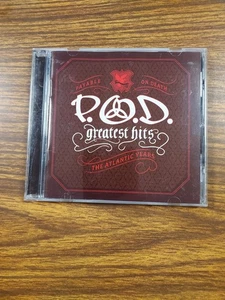 PAYABLE ON DEATH
P.O.D.
greatest hits
THE ATLANTIC YEARS